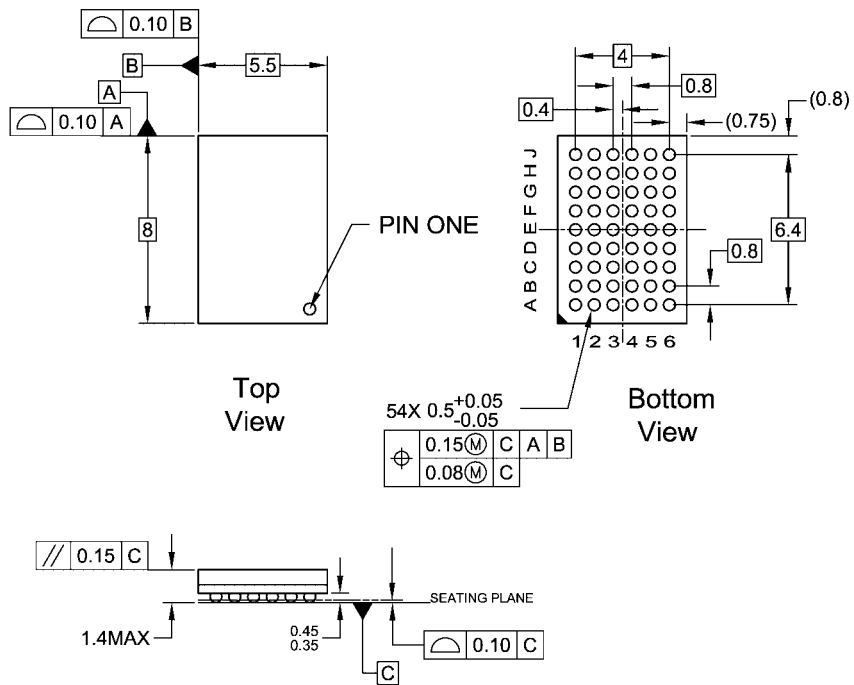 ⌓ 0.10 B
B
5.5
A
⌓ 0.10 A
8
PIN ONE
Top
View
4
0.8
0.4
(0.75)
(0.8)
A B C D E F G H J
6.4
0.8
1 2 3 4 5 6
Bottom
View
54X 0.5 +0.05
-0.05
⌖ 0.15 Ⓜ C A B
0.08 Ⓜ C
// 0.15 C
1.4MAX
0.45
0.35
SEATING PLANE
⌓ 0.10 C
C